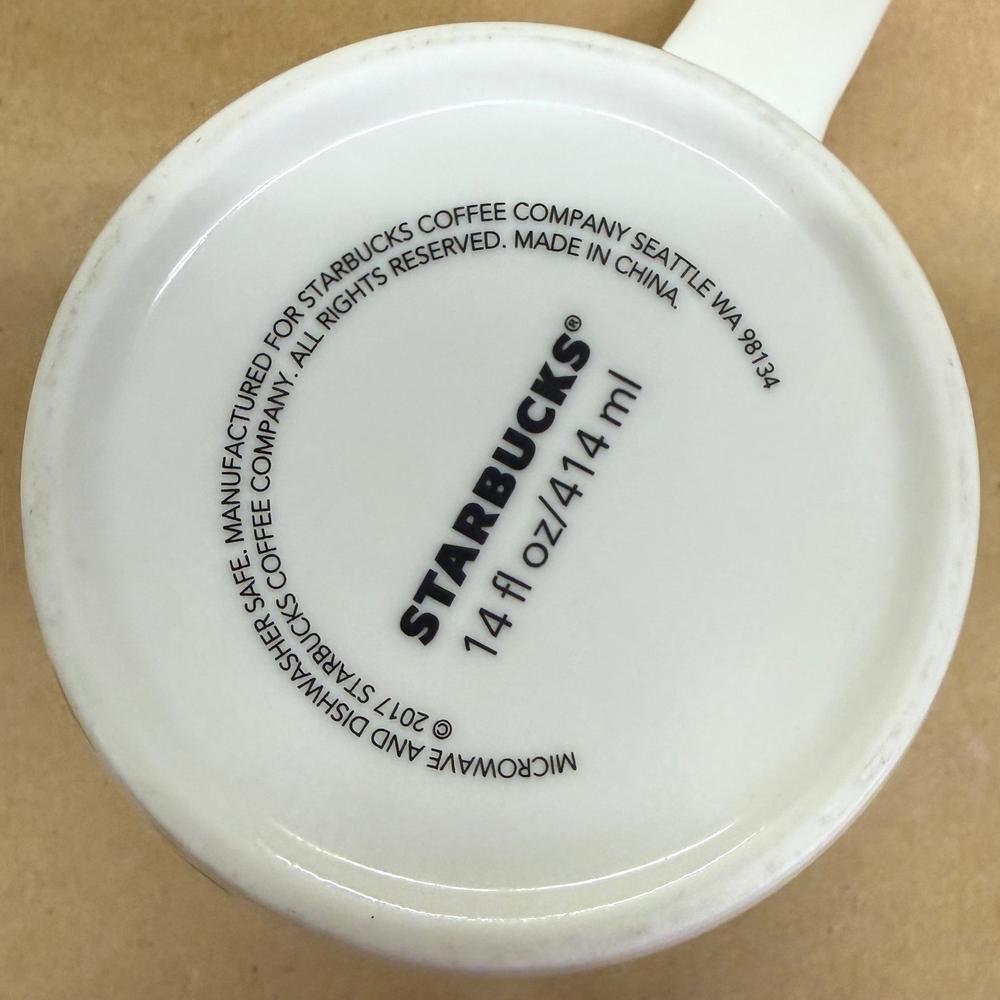 MICROWAVE AND DISHWASHER SAFE. MANUFACTURED FOR STARBUCKS COFFEE COMPANY SEATTLE WA 98134
© 2017 STARBUCKS COFFEE COMPANY. ALL RIGHTS RESERVED. MADE IN CHINA.
STARBUCKS®
14 fl oz/414 ml